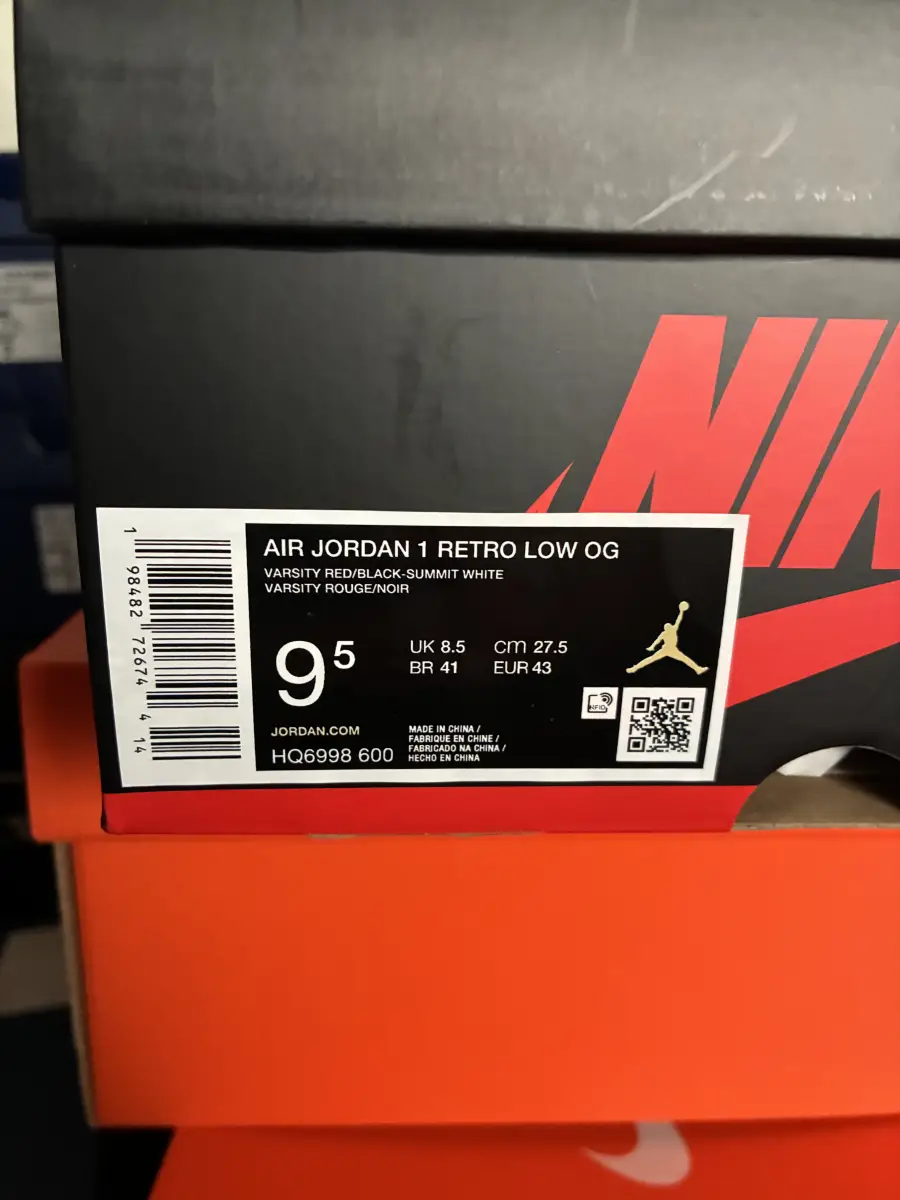 NIK
AIR JORDAN 1 RETRO LOW OG
VARSITY RED/BLACK-SUMMIT WHITE
VARSITY ROUGE/NOIR
9⁵
UK 8.5 cm 27.5
BR 41 EUR 43
JORDAN.COM
HQ6998 600
MADE IN CHINA /
FABRIQUE EN CHINE /
FABRICADO NA CHINA /
HECHO EN CHINA
RFID
1 98482 72674 4 14